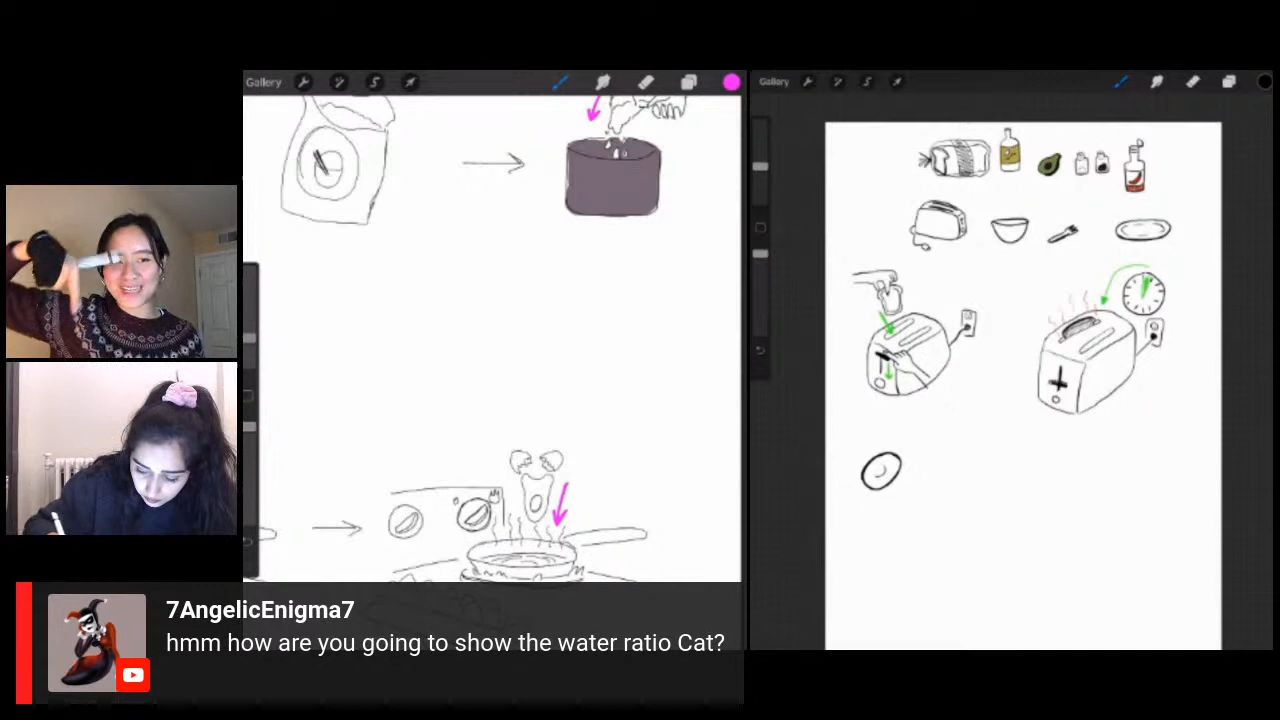 Gallery
Gallery
7AngelicEnigma7
hmm how are you going to show the water ratio Cat?